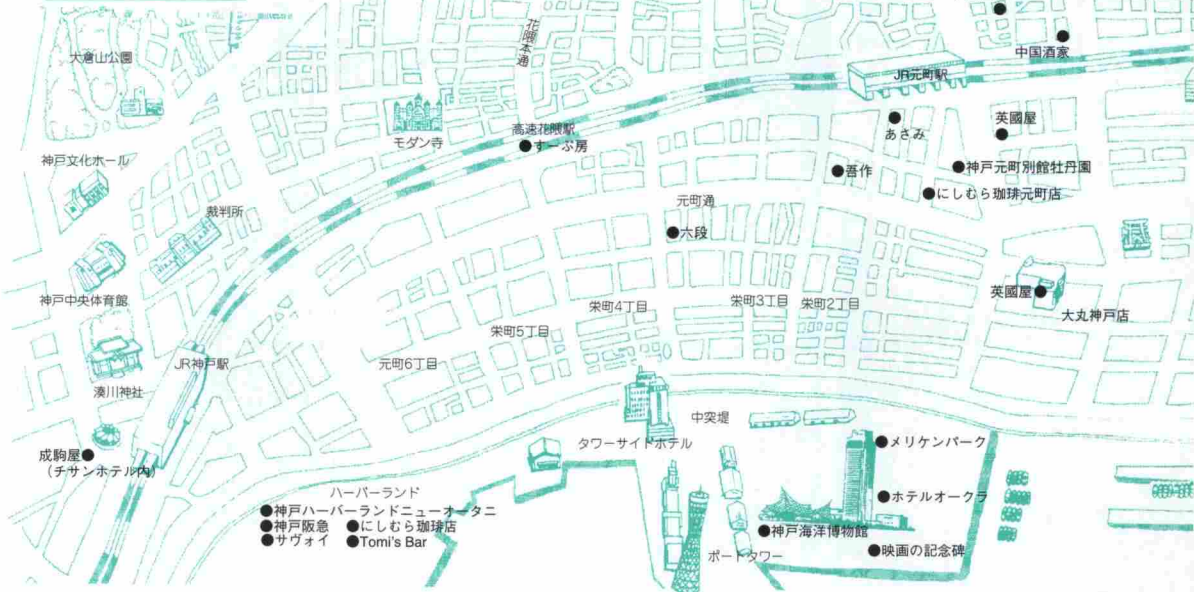 花隈本通
大倉山公園
中国酒家
JR元町駅
あさみ
英國屋
モダン寺
高速花隈駅
●すーぷ房
神戸文化ホール
●吾作
●神戸元町別館牡丹園
●にしむら珈琲元町店
元町通
裁判所
●六段
神戸中央体育館
英國屋●
大丸神戸店
栄町4丁目
栄町3丁目
栄町2丁目
栄町5丁目
元町6丁目
JR神戸駅
湊川神社
中突堤
タワーサイドホテル
●メリケンパーク
成駒屋●
(チサンホテル内)
ハーバーランド
●神戸ハーバーランドニューオータニ
●神戸阪急 ●にしむら珈琲店
●サヴォイ ●Tomi's Bar
●ホテルオークラ
●神戸海洋博物館
●映画の記念碑
ポートタワー